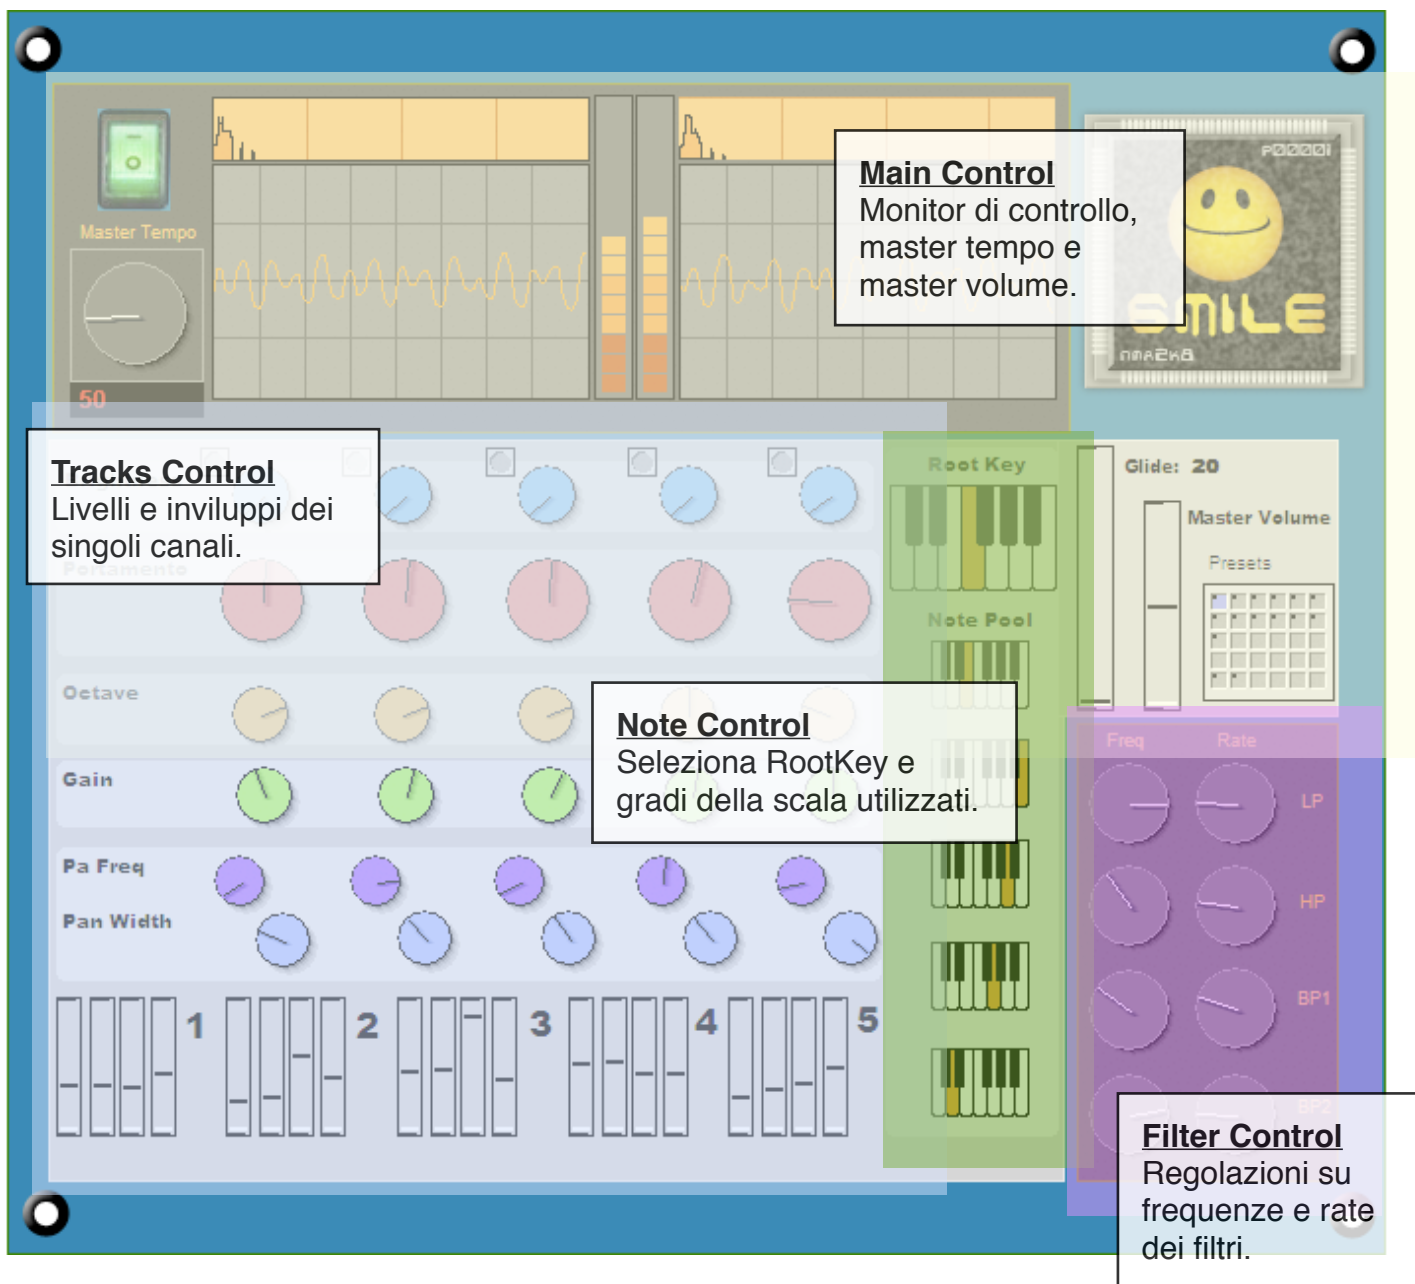 Master Tempo
50
Main Control
Monitor di controllo,
master tempo e
master volume.
P00001
SMILE
nmA2K8
Tracks Control
Livelli e inviluppi dei
singoli canali.
Portamento
Octave
Gain
Pa Freq
Pan Width
1 2 3 4 5
Root Key
Note Pool
Note Control
Seleziona RootKey e
gradi della scala utilizzati.
Glide: 20
Master Volume
Presets
Freq Rate
LP
HP
BP1
BP2
Filter Control
Regolazioni su
frequenze e rate
dei filtri.